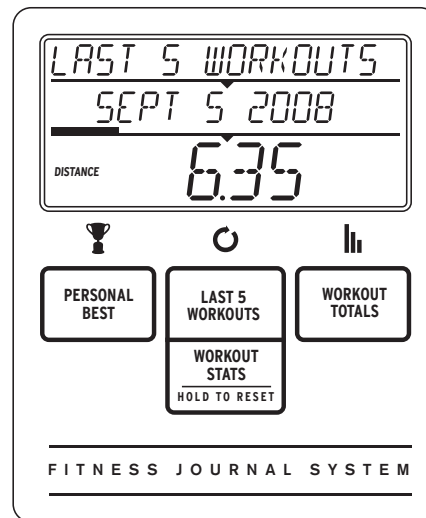 LAST 5 WORKOUTS
SEPT 5 2008
DISTANCE 6.35
PERSONAL BEST
LAST 5 WORKOUTS
WORKOUT TOTALS
WORKOUT STATS
HOLD TO RESET
FITNESS JOURNAL SYSTEM